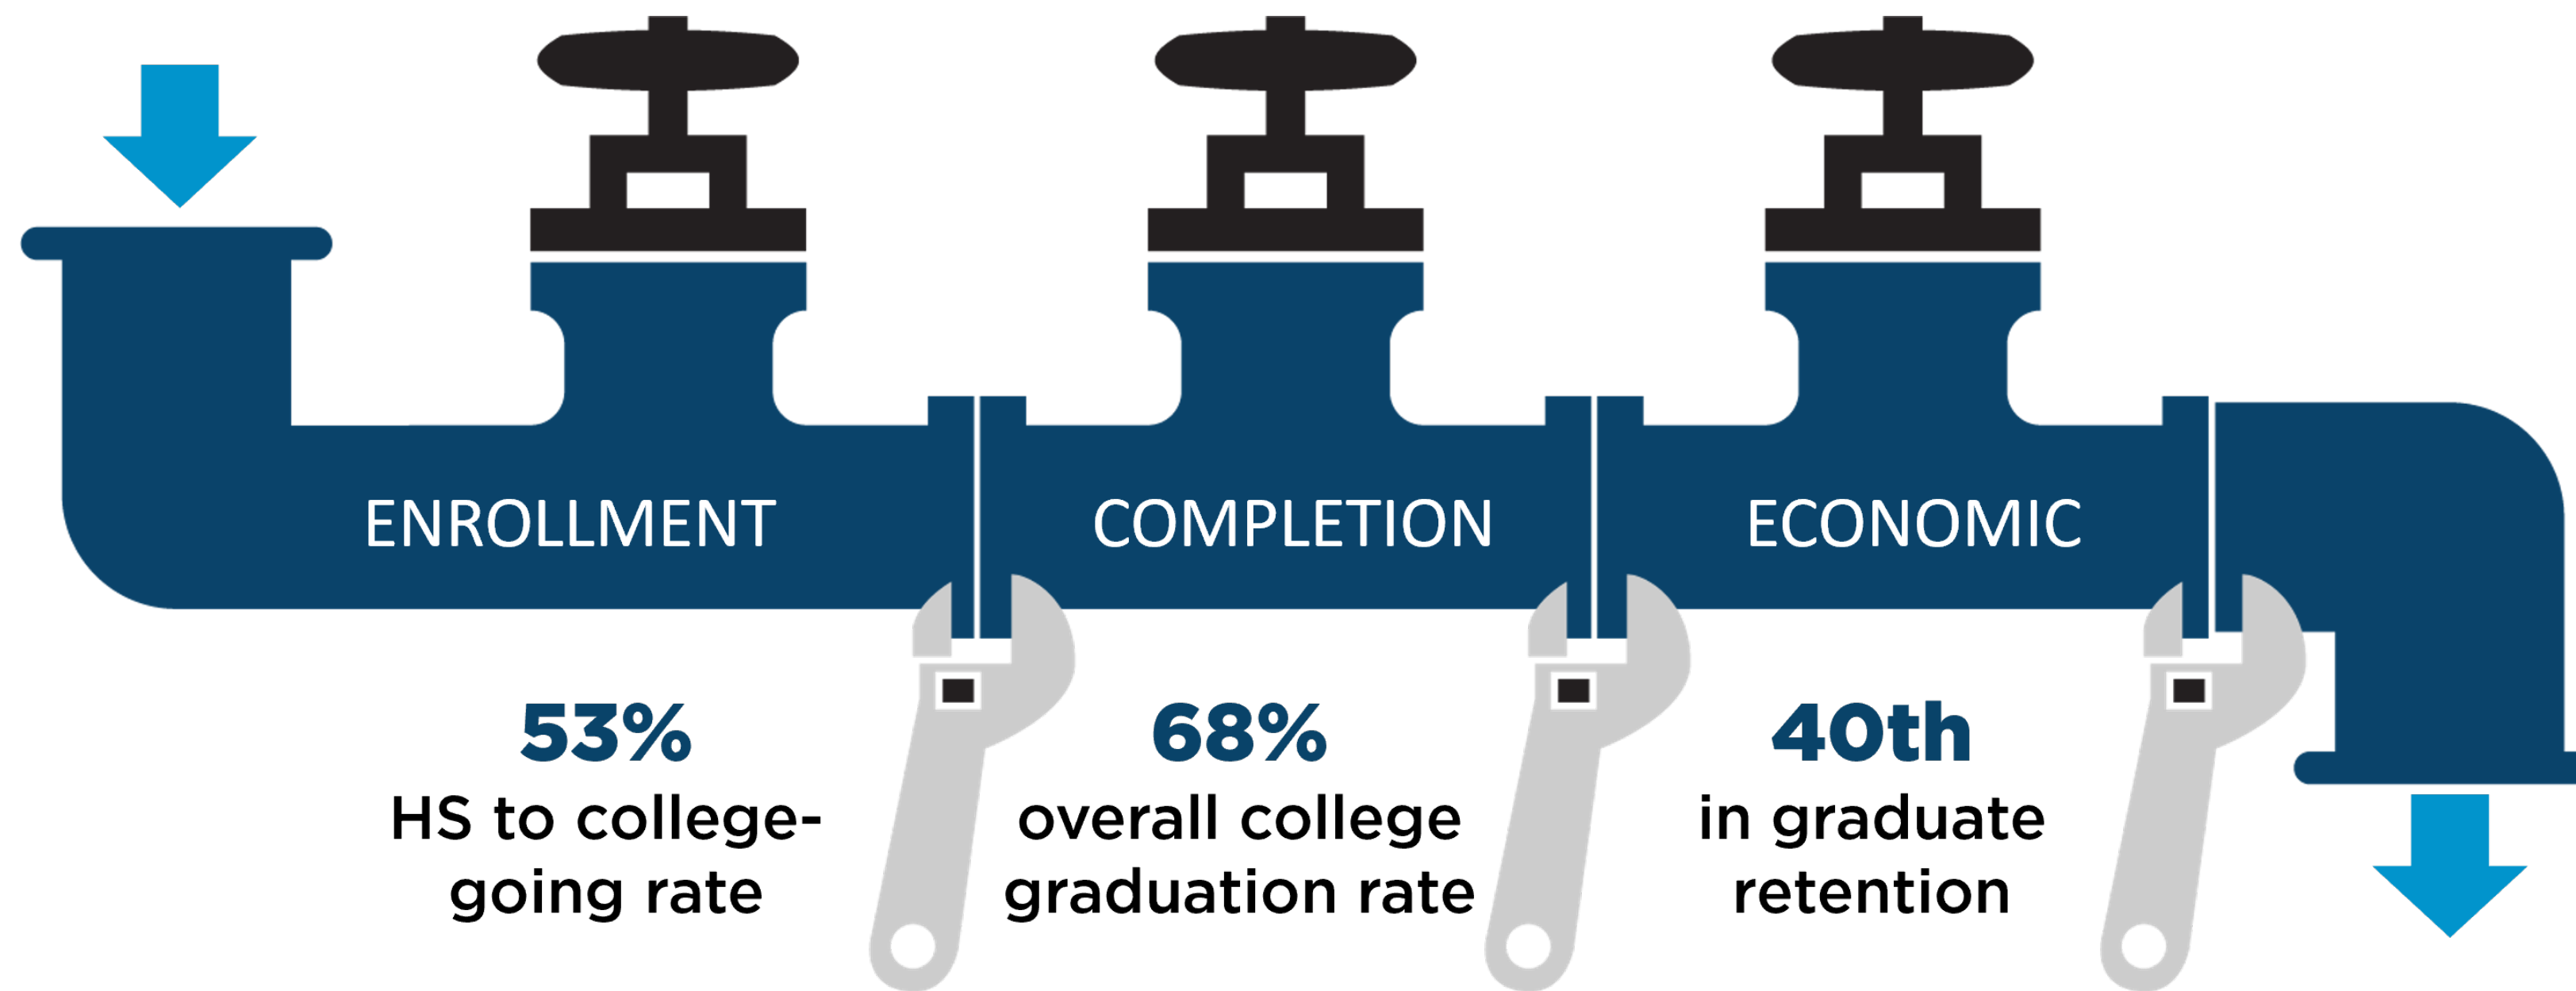 ENROLLMENT
COMPLETION
ECONOMIC
53%
HS to college-
going rate
68%
overall college
graduation rate
40th
in graduate
retention